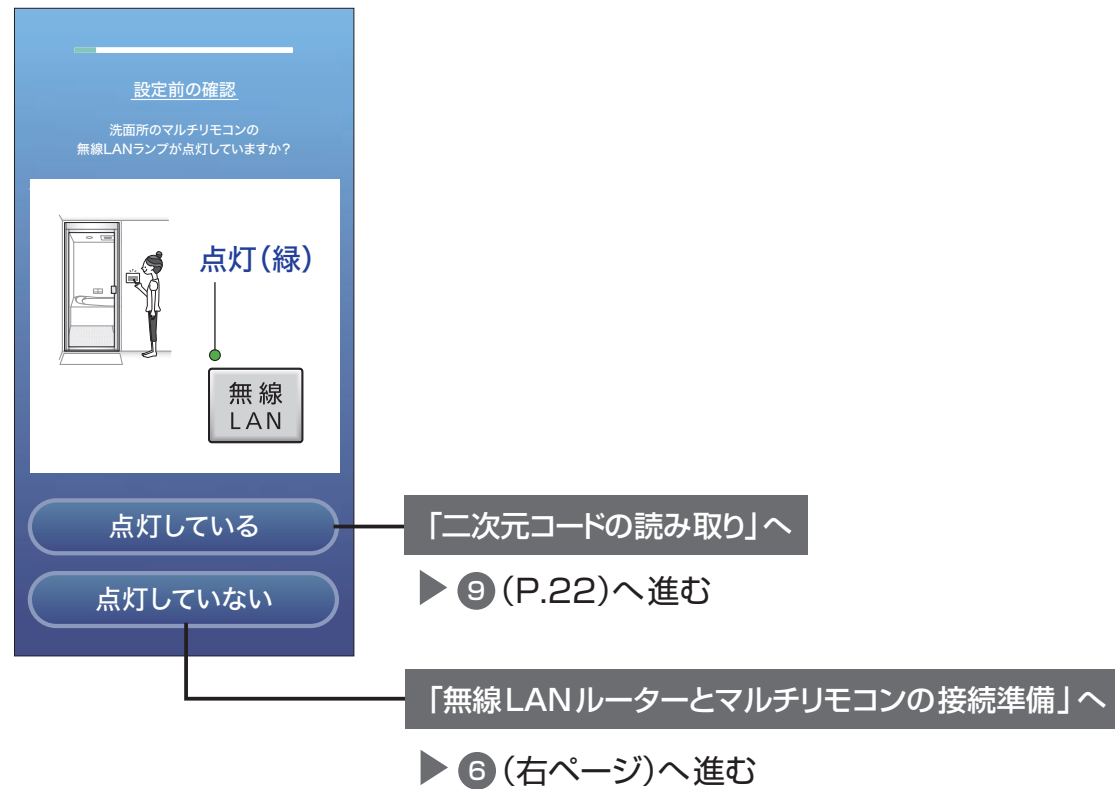 設定前の確認
洗面所のマルチリモコンの
無線LANランプが点灯していますか?
点灯(緑)
無線
LAN
点灯している
「二次元コードの読み取り」へ
▶ 9 (P.22)へ進む
点灯していない
「無線LANルーターとマルチリモコンの接続準備」へ
▶ 6 (右ページ)へ進む